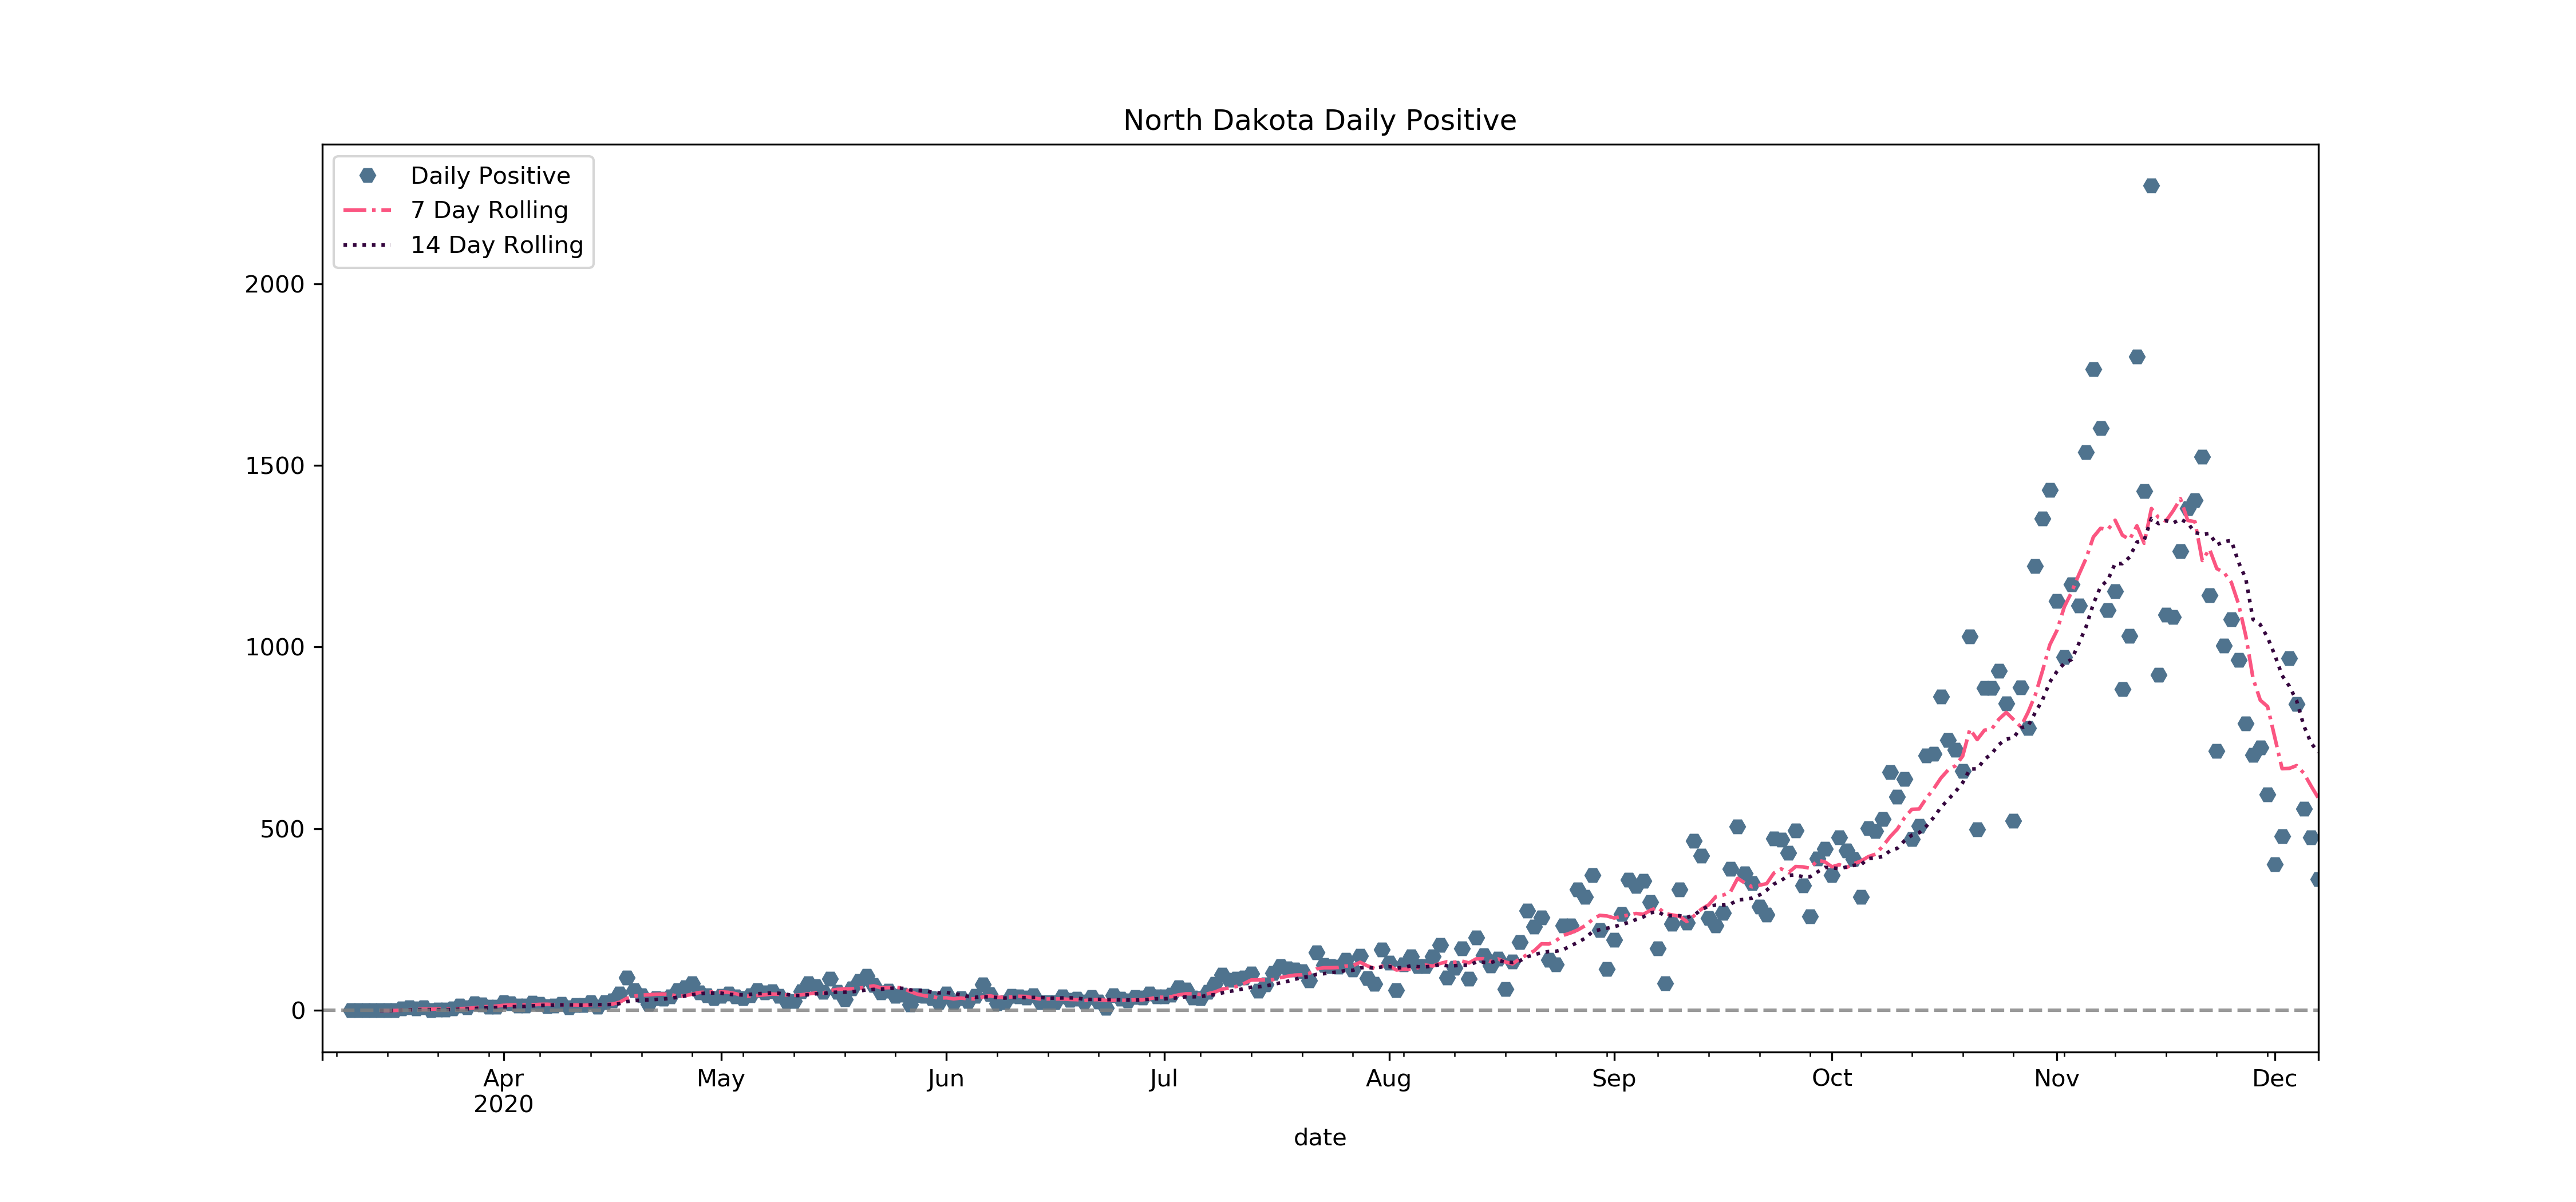 North Dakota Daily Positive
Daily Positive
7 Day Rolling
14 Day Rolling
2000
1500
1000
500
0
Apr May Jun Jul Aug Sep Oct Nov Dec
2020
date